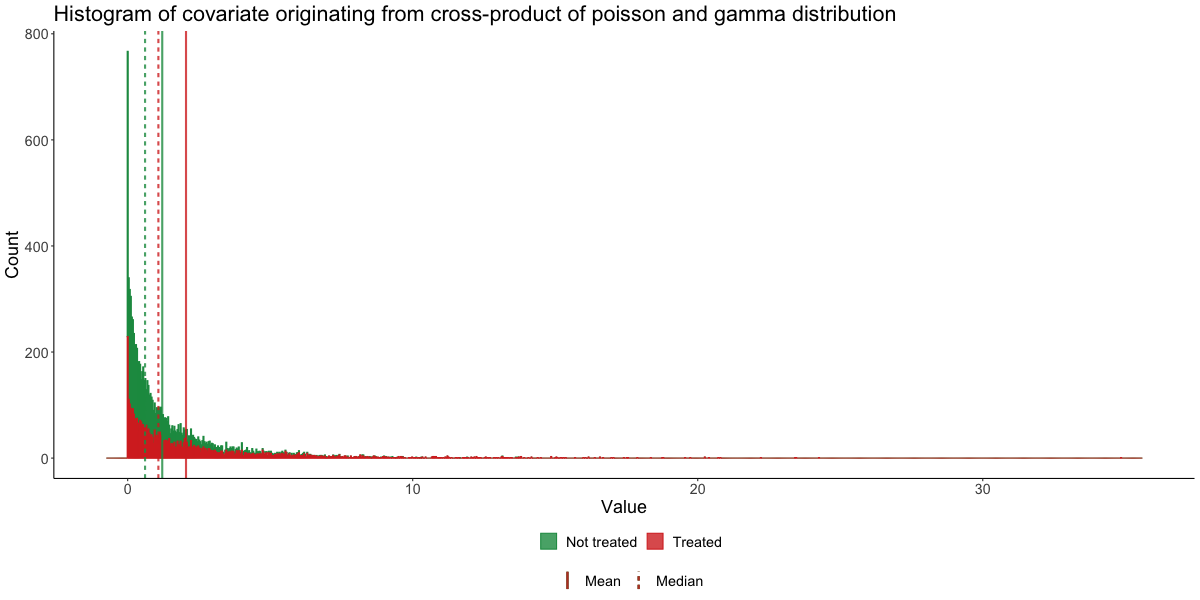 Histogram of covariate originating from cross-product of poisson and gamma distribution
800
600
400
200
0
Count
0 10 20 30
Value
Not treated Treated
Mean Median